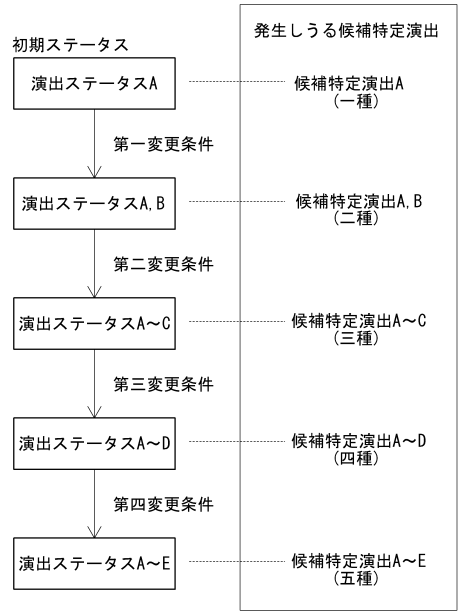 発生しうる候補特定演出
初期ステータス
演出ステータスA
候補特定演出A
(一種)
第一変更条件
演出ステータスA,B
候補特定演出A,B
(二種)
第二変更条件
演出ステータスA～C
候補特定演出A～C
(三種)
第三変更条件
演出ステータスA～D
候補特定演出A～D
(四種)
第四変更条件
演出ステータスA～E
候補特定演出A～E
(五種)